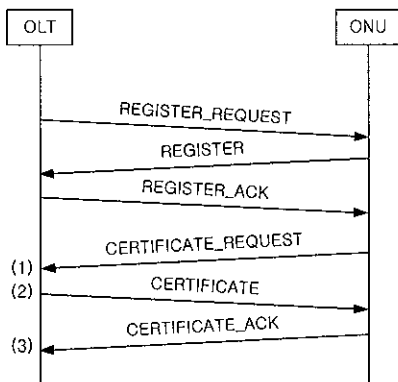 OLT ONU
REGISTER_REQUEST
REGISTER
REGISTER_ACK
CERTIFICATE_REQUEST
(1)
(2) CERTIFICATE
CERTIFICATE_ACK
(3)